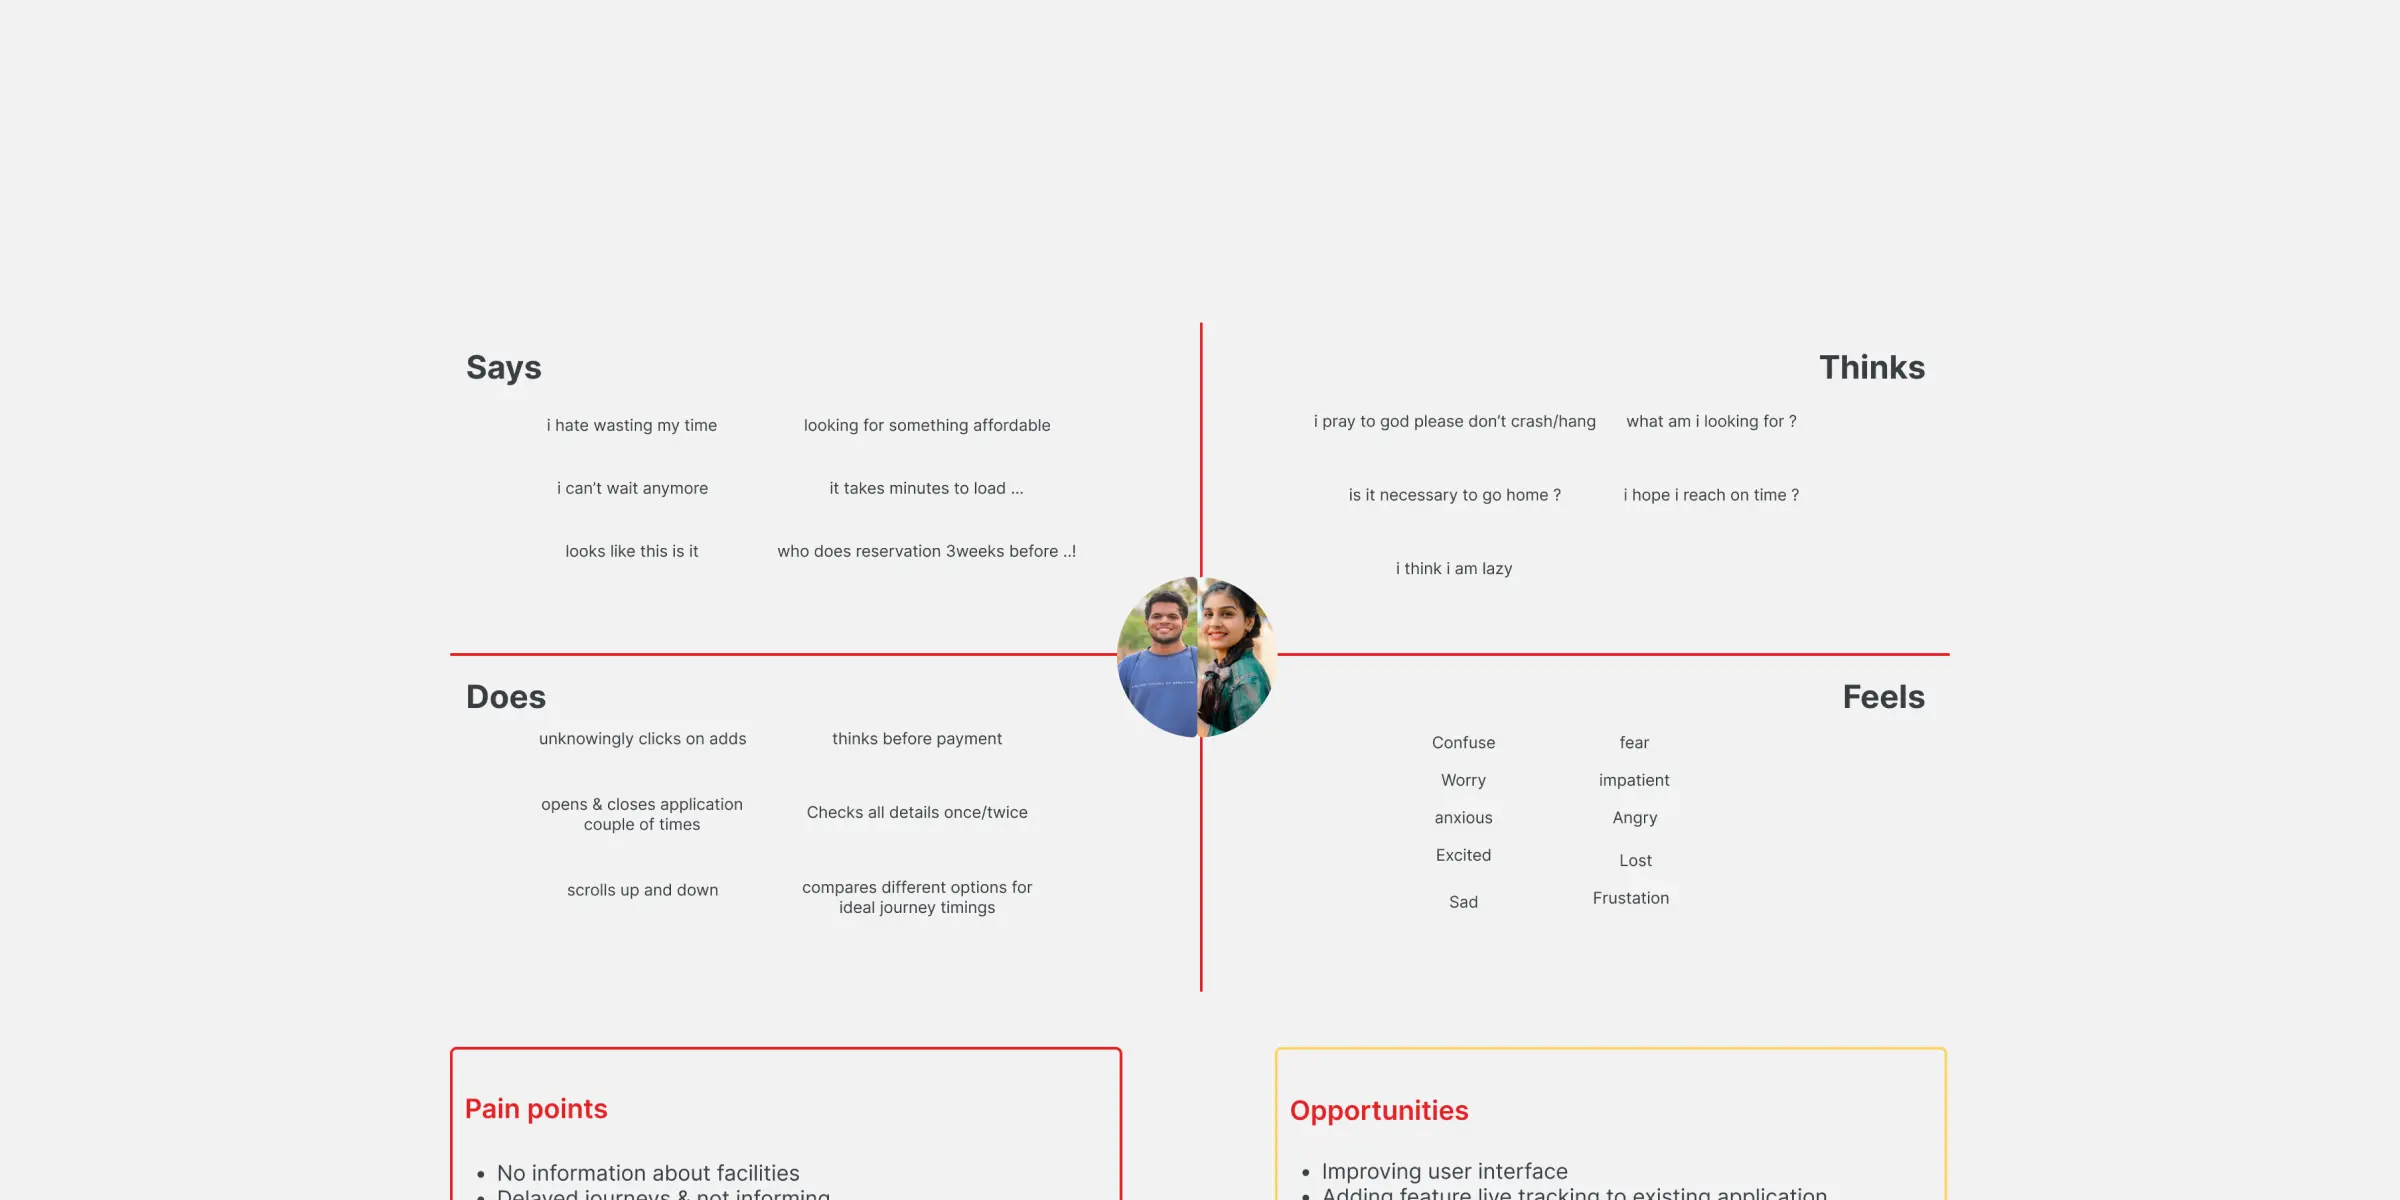 Says
i hate wasting my time
looking for something affordable
i can’t wait anymore
it takes minutes to load ...
looks like this is it
who does reservation 3weeks before ..!
Thinks
i pray to god please don’t crash/hang
what am i looking for ?
is it necessary to go home ?
i hope i reach on time ?
i think i am lazy
Does
unknowingly clicks on adds
thinks before payment
opens & closes application
couple of times
Checks all details once/twice
scrolls up and down
compares different options for
ideal journey timings
Feels
Confuse
fear
Worry
impatient
anxious
Angry
Excited
Lost
Sad
Frustation
Pain points
• No information about facilities
• Delayed journeys & not informing
Opportunities
• Improving user interface
• Adding feature live tracking to existing application